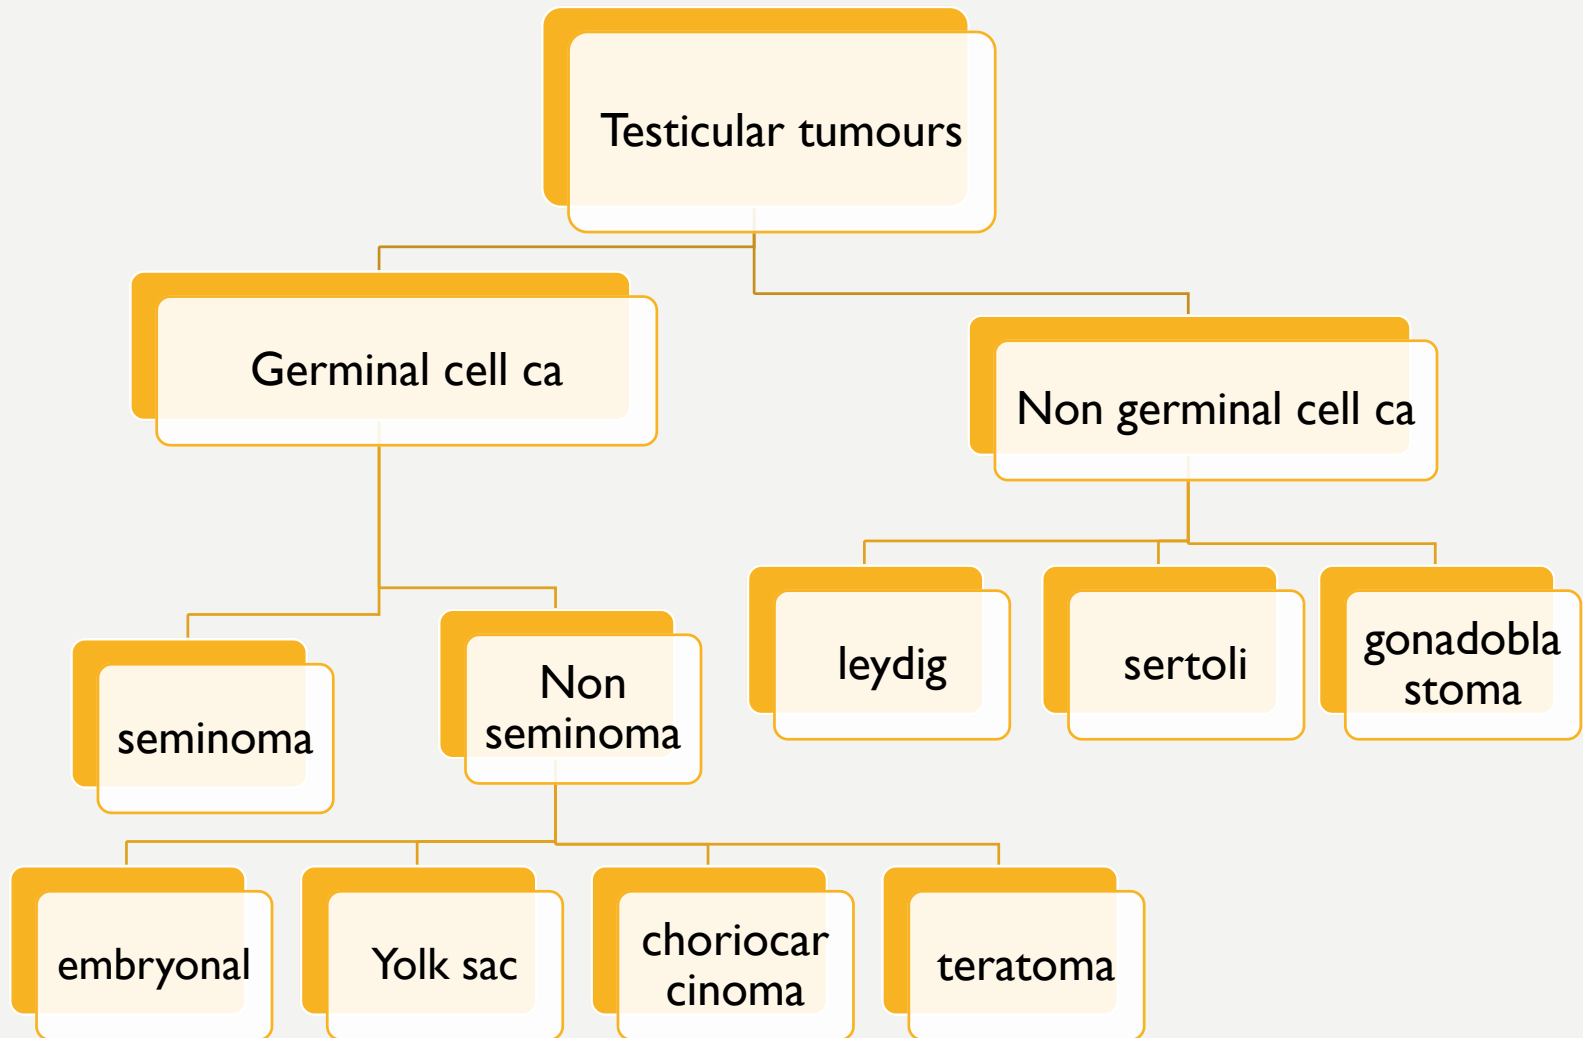 Testicular tumours
Germinal cell ca
Non germinal cell ca
leydig
sertoli
gonadobla
stoma
seminoma
Non
seminoma
embryonal
Yolk sac
choriocar
cinoma
teratoma